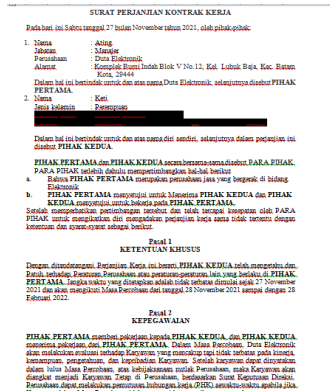 SURAT PERJANJIAN KONTRAK KERJA
Pada hari ini Sabtu tanggal 27 bulan November tahun 2021, oleh pihak-pihak:
1. Nama : Ating
Jabatan : Manajer
Perusahaan : Duta Elektronik
Alamat : Komplek Bumi Indah Blok V No.12, Kel. Lubuk Baja, Kec. Batam
Kota, 29444
Dalam hal ini bertindak untuk dan atas nama Duta Elektronik, selanjutnya disebut PIHAK
PERTAMA.
2. Nama : Keti
Jenis kelamin : Perempuan
Dalam hal ini bertindak untuk dan atas nama diri sendiri, selanjutnya dalam perjanjian ini
disebut PIHAK KEDUA.
PIHAK PERTAMA dan PIHAK KEDUA secara bersama-sama disebut PARA PIHAK.
PARA PIHAK terlebih dahulu mempertimbangkan hal-hal berikut
a. Bahwa PIHAK PERTAMA merupakan perusahaan jasa yang bergerak di bidang
Elektronik
b. PIHAK PERTAMA menyetujui untuk Menerima PIHAK KEDUA dan PIHAK
KEDUA menyetujui untuk bekerja pada PIHAK PERTAMA.
Setelah memperhatikan pertimbangan tersebut dan telah tercapai kesepatan oleh PARA
PIHAK untuk mengikatkan diri mengadakan perjanjian kerja sama tidak tertentu dengan
ketentuan dan syarat-syarat sebagai berikut.
Pasal 1
KETENTUAN KHUSUS
Dengan ditandatangani Perjanjian Kerja ini berarti PIHAK KEDUA telah mengetahui dan
Patuh terhadap Peraturan Perusahaan atau peraturan-peraturan lain yang berlaku di PIHAK
PERTAMA. Jangka waktu yang ditetapkan adalah tidak terbatas dimulai sejak 27 November
2021 dan akan mengikuti Masa Percobaan dari tanggal 28 November 2021 sampai dengan 28
Februari 2022.
Pasal 2
KEPEGAWAIAN
PIHAK PERTAMA memberi pekerjaan kepada PIHAK KEDUA, dan PIHAK KEDUA
menerima pekerjaan dari PIHAK PERTAMA. Dalam Masa Percobaan, Duta Elektronik
akan melakukan evaluasi terhadap Karyawan yang mencakup tapi tidak terbatas pada kinerja,
kemampuan, pengetahuan, dan kepribadian Karyawan. Setelah karyawan dapat dinyatakan
dalam lulus Masa Percobaan, atas kebijaksanaan mutlak Perusahaan, maka Karyawan akan
diangkat menjadi Karyawan Tetap di Perusahaan, berdasarkan Surat Keputusan Direksi.
Perusahaan dapat melakukan pemutusan hubungan kerja (PHK) sewaktu-waktu apabila jika